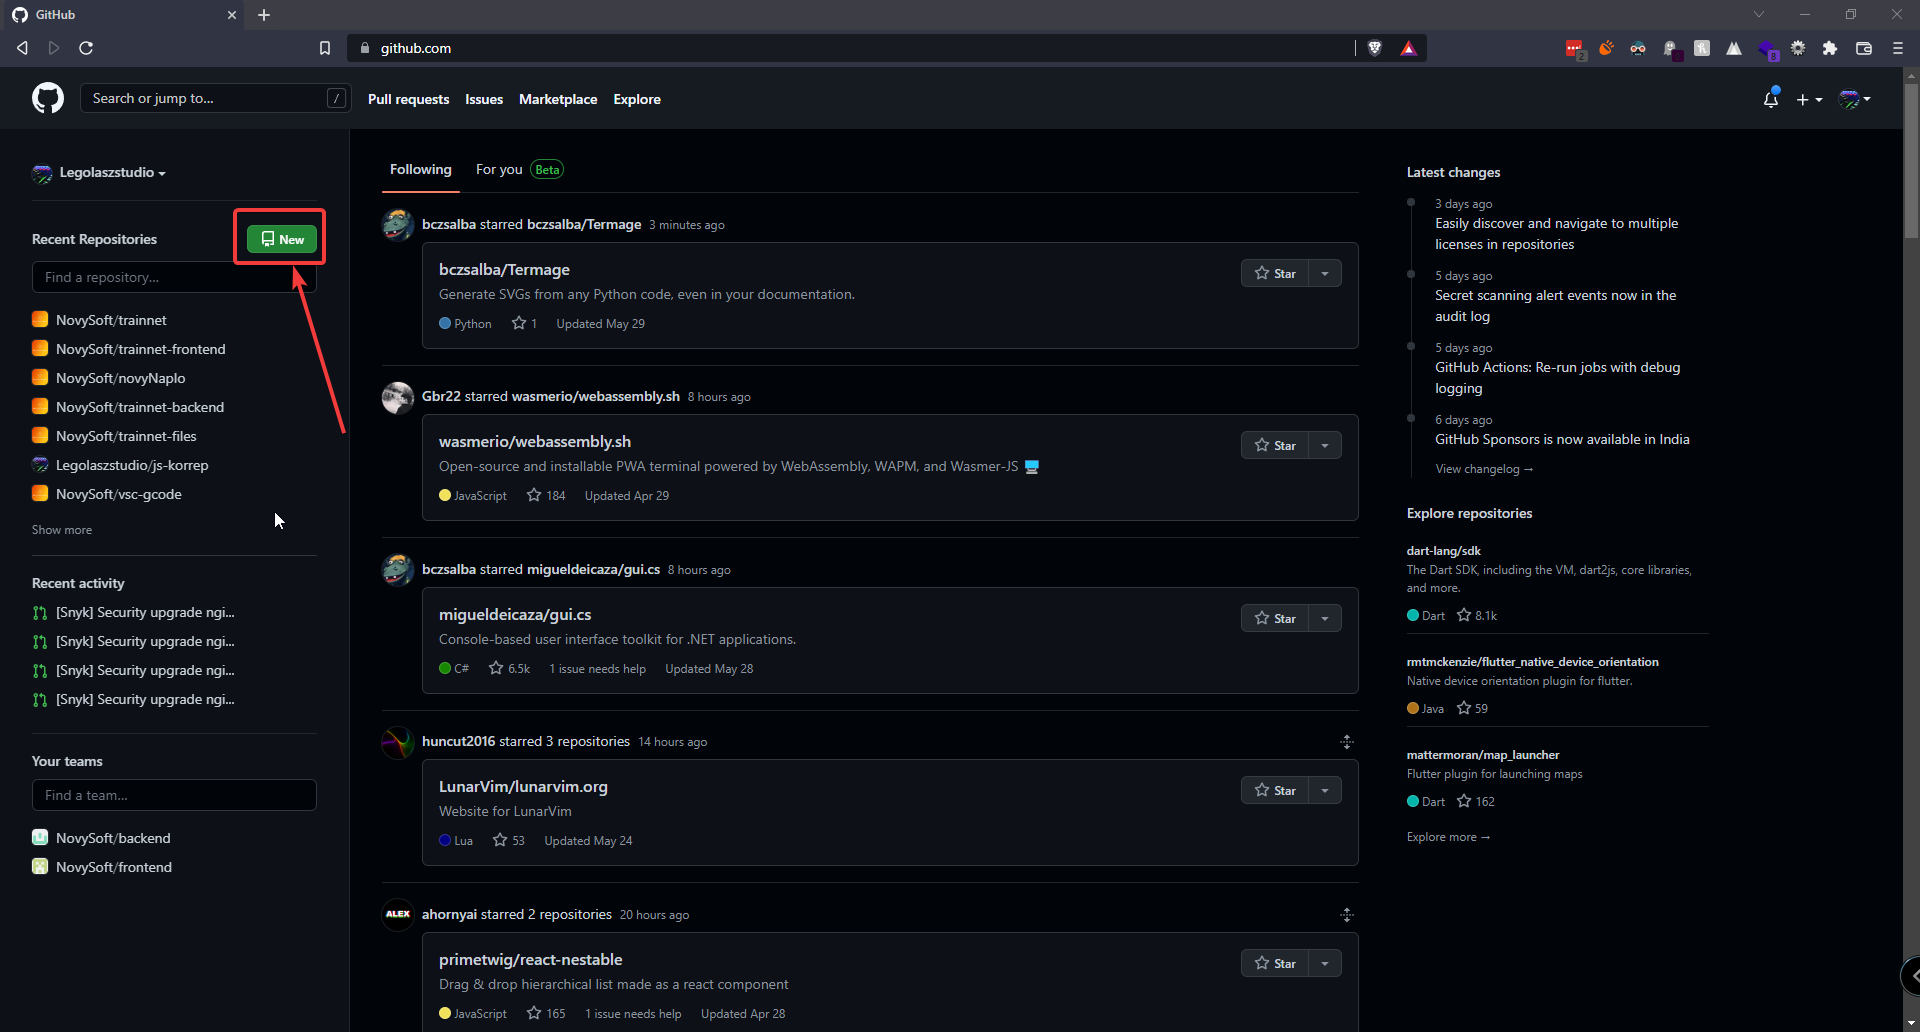 GitHub
github.com
2
8
Search or jump to...
/
Pull requests
Issues
Marketplace
Explore
Legolaszstudio
Recent Repositories
New
Find a repository...
NovySoft/trainnet
NovySoft/trainnet-frontend
NovySoft/novyNaplo
NovySoft/trainnet-backend
NovySoft/trainnet-files
Legolaszstudio/js-korrep
NovySoft/vsc-gcode
Show more
Recent activity
[Snyk] Security upgrade ngi...
[Snyk] Security upgrade ngi...
[Snyk] Security upgrade ngi...
[Snyk] Security upgrade ngi...
Your teams
Find a team...
NovySoft/backend
NovySoft/frontend
Following
For you Beta
bczsalba starred bczsalba/Termage 3 minutes ago
bczsalba/Termage
Star
Generate SVGs from any Python code, even in your documentation.
Python 1 Updated May 29
Gbr22 starred wasmerio/webassembly.sh 8 hours ago
wasmerio/webassembly.sh
Star
Open-source and installable PWA terminal powered by WebAssembly, WAPM, and Wasmer-JS 💻
JavaScript 184 Updated Apr 29
bczsalba starred migueldeicaza/gui.cs 8 hours ago
migueldeicaza/gui.cs
Star
Console-based user interface toolkit for .NET applications.
C# 6.5k 1 issue needs help Updated May 28
huncut2016 starred 3 repositories 14 hours ago
LunarVim/lunarvim.org
Star
Website for LunarVim
Lua 53 Updated May 24
ALEX
ahornyai starred 2 repositories 20 hours ago
primetwig/react-nestable
Star
Drag & drop hierarchical list made as a react component
JavaScript 165 1 issue needs help Updated Apr 28
Latest changes
3 days ago
Easily discover and navigate to multiple
licenses in repositories
5 days ago
Secret scanning alert events now in the
audit log
5 days ago
GitHub Actions: Re-run jobs with debug
logging
6 days ago
GitHub Sponsors is now available in India
View changelog →
Explore repositories
dart-lang/sdk
The Dart SDK, including the VM, dart2js, core libraries,
and more.
Dart 8.1k
rmtmckenzie/flutter_native_device_orientation
Native device orientation plugin for flutter.
Java 59
mattermoran/map_launcher
Flutter plugin for launching maps
Dart 162
Explore more →